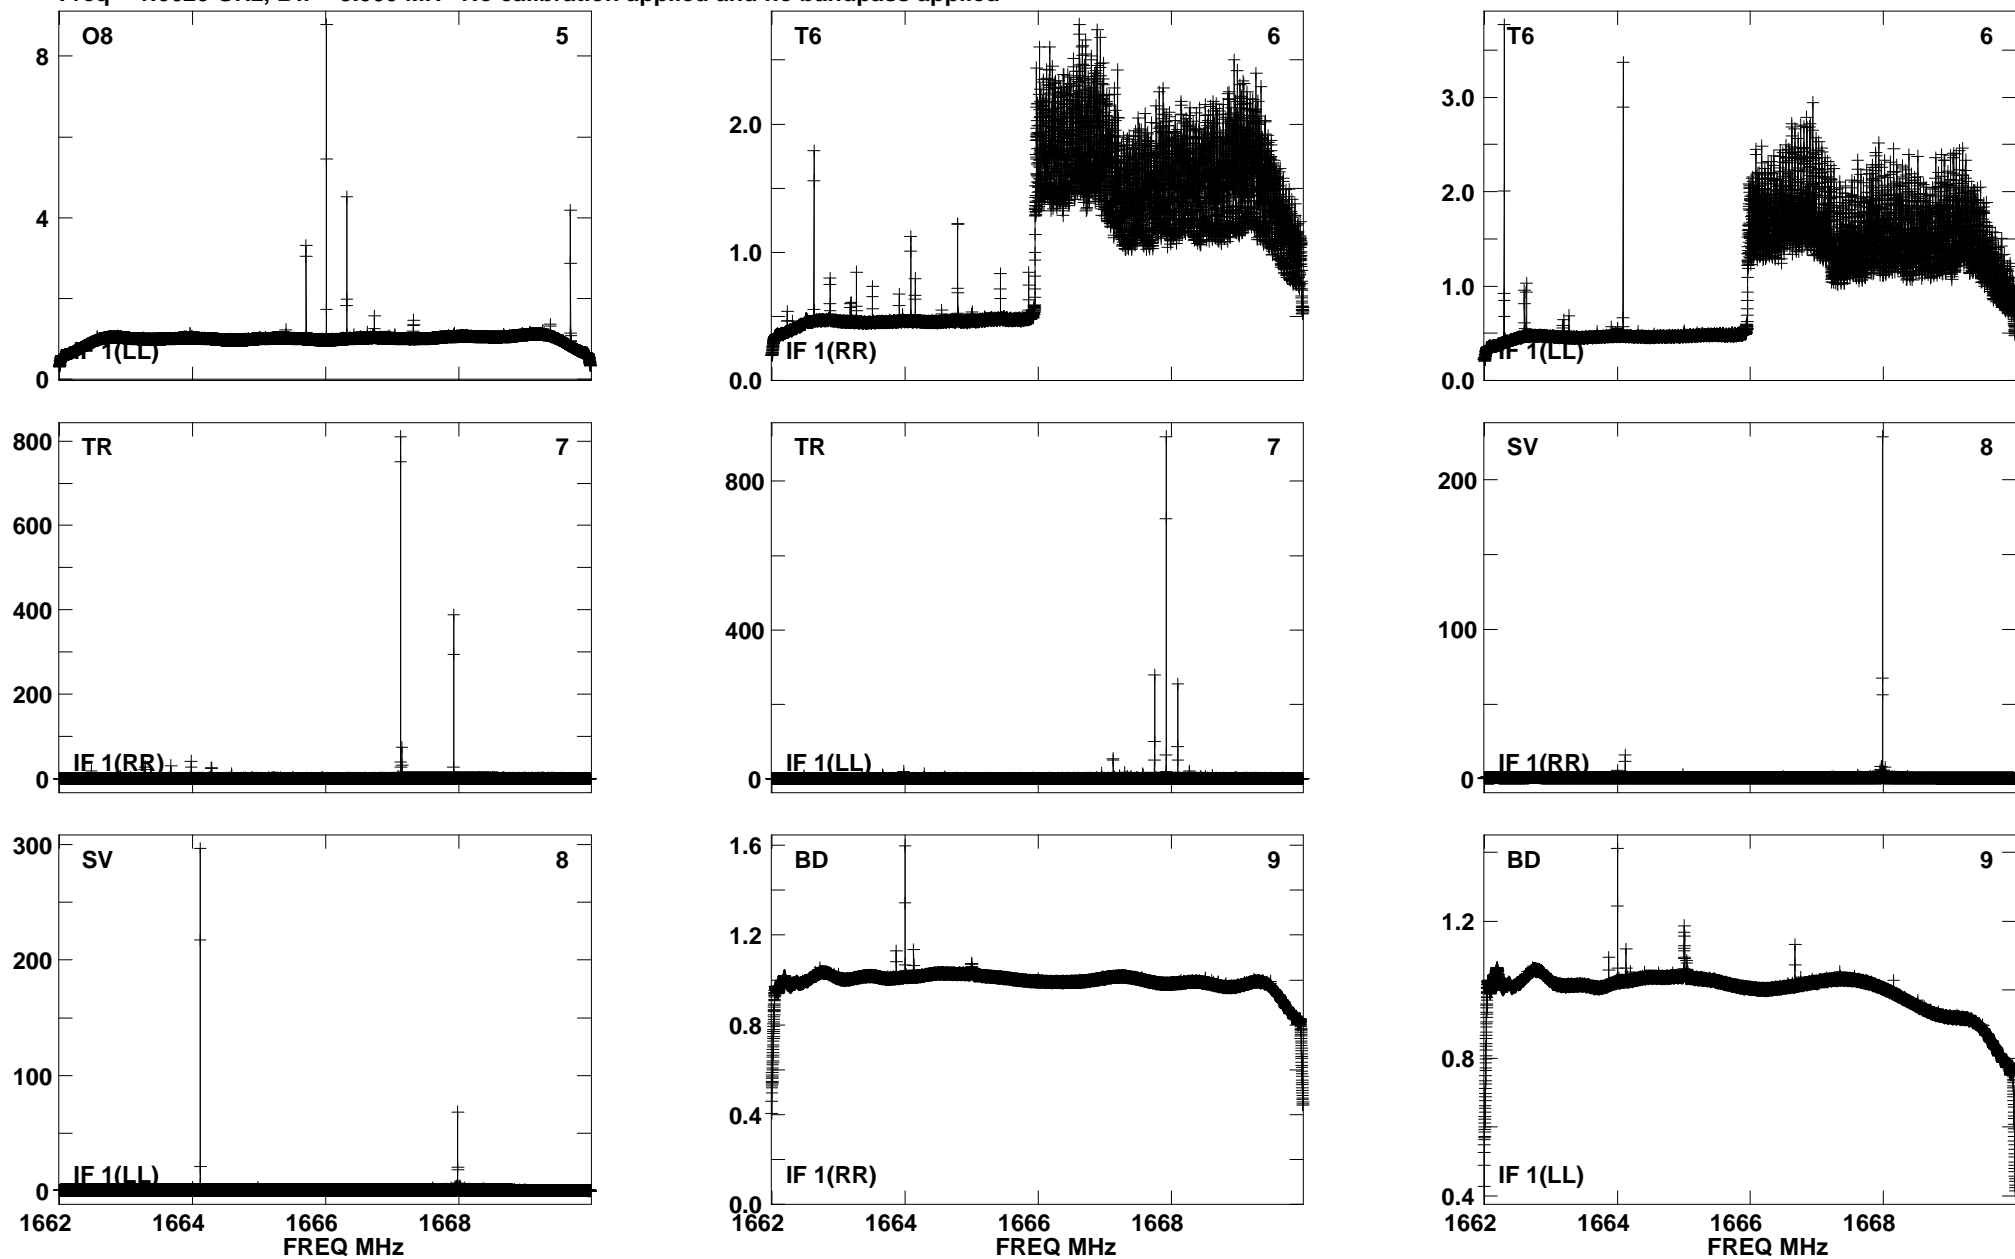 applied and no bandpass applied
O8 5
8
4
0
IF 1(LL)
T6 6
2.0
1.0
0.0
IF 1(RR)
T6 6
3.0
2.0
1.0
0.0
IF 1(LL)
TR 7
800
600
400
200
0
IF 1(RR)
TR 7
800
400
0
IF 1(LL)
SV 8
200
100
0
IF 1(RR)
SV 8
300
200
100
0
IF 1(LL)
1662 1664 1666 1668
FREQ MHz
BD 9
1.6
1.2
0.8
0.4
0.0
IF 1(RR)
1662 1664 1666 1668
FREQ MHz
BD 9
1.2
0.8
0.4
IF 1(LL)
1662 1664 1666 1668
FREQ MHz